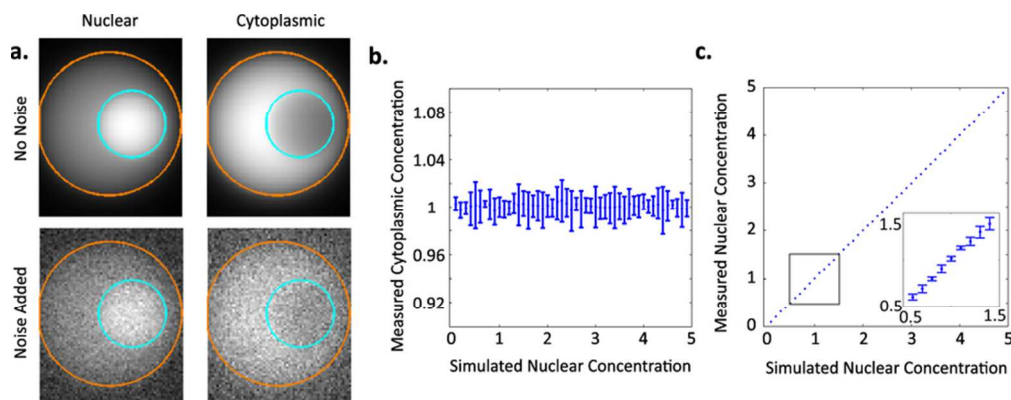 Nuclear
Cytoplasmic
a.
No Noise
Noise Added
b.
Measured Cytoplasmic Concentration
1.08
1.04
1
0.96
0.92
0 1 2 3 4 5
Simulated Nuclear Concentration
c.
Measured Nuclear Concentration
5
4
3
2
1
0
1.5
0.5
0.5 1.5
0 1 2 3 4 5
Simulated Nuclear Concentration